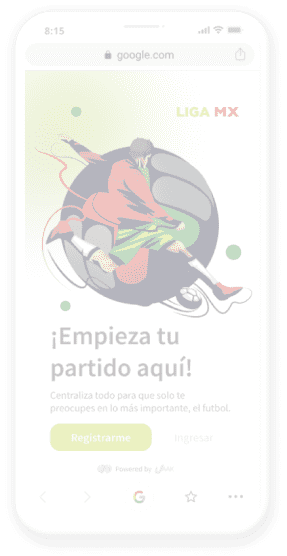 8:15
google.com
LIGA MX
¡Empieza tu
partido aquí!
Centraliza todo para que solo te
preocupes en lo más importante, el futbol.
Registrarme
Ingresar
Powered by